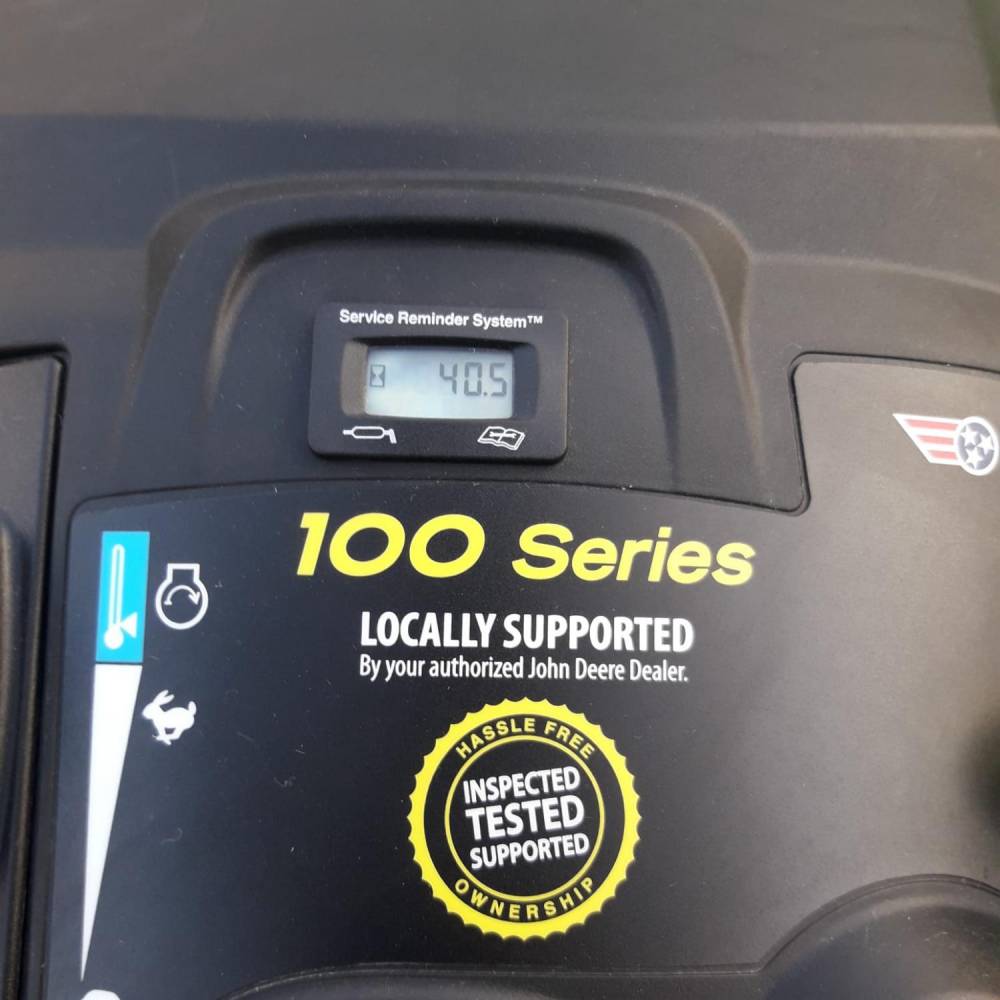 Service Reminder System™
40.5
100 Series
LOCALLY SUPPORTED
By your authorized John Deere Dealer.
HASSLE FREE
INSPECTED
TESTED
SUPPORTED
OWNERSHIP